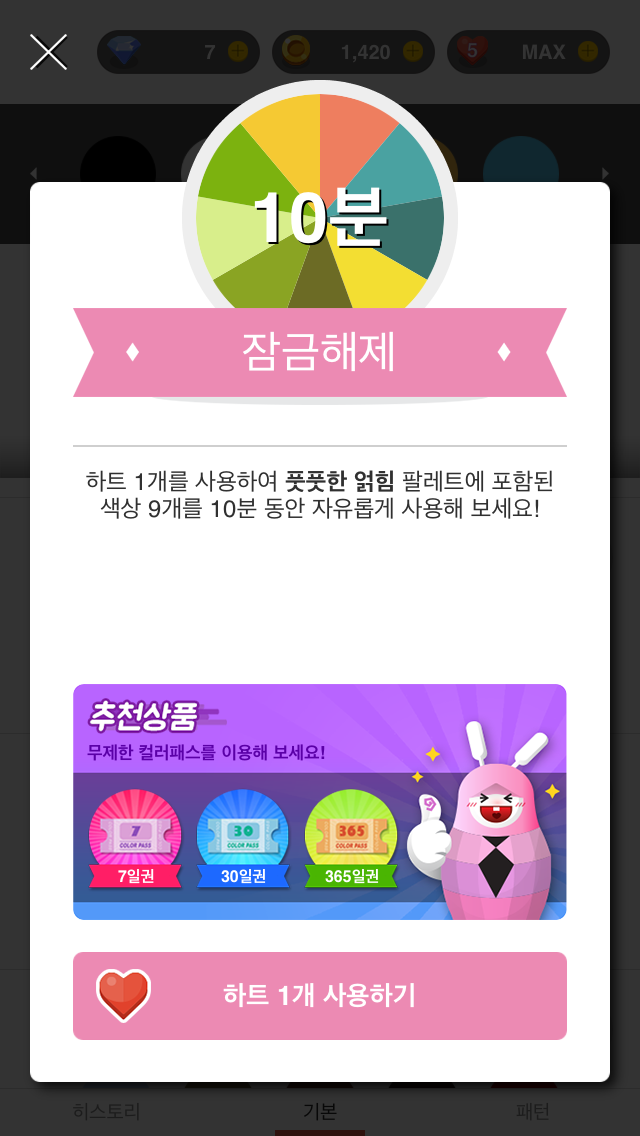 7
1,420
5
MAX
10분
잠금해제
하트 1개를 사용하여 풋풋한 얽힘 팔레트에 포함된
색상 9개를 10분 동안 자유롭게 사용해 보세요!
추천상품
무제한 컬러패스를 이용해 보세요!
7
COLOR PASS
7일권
30
COLOR PASS
30일권
365
COLOR PASS
365일권
하트 1개 사용하기
히스토리
기본
패턴